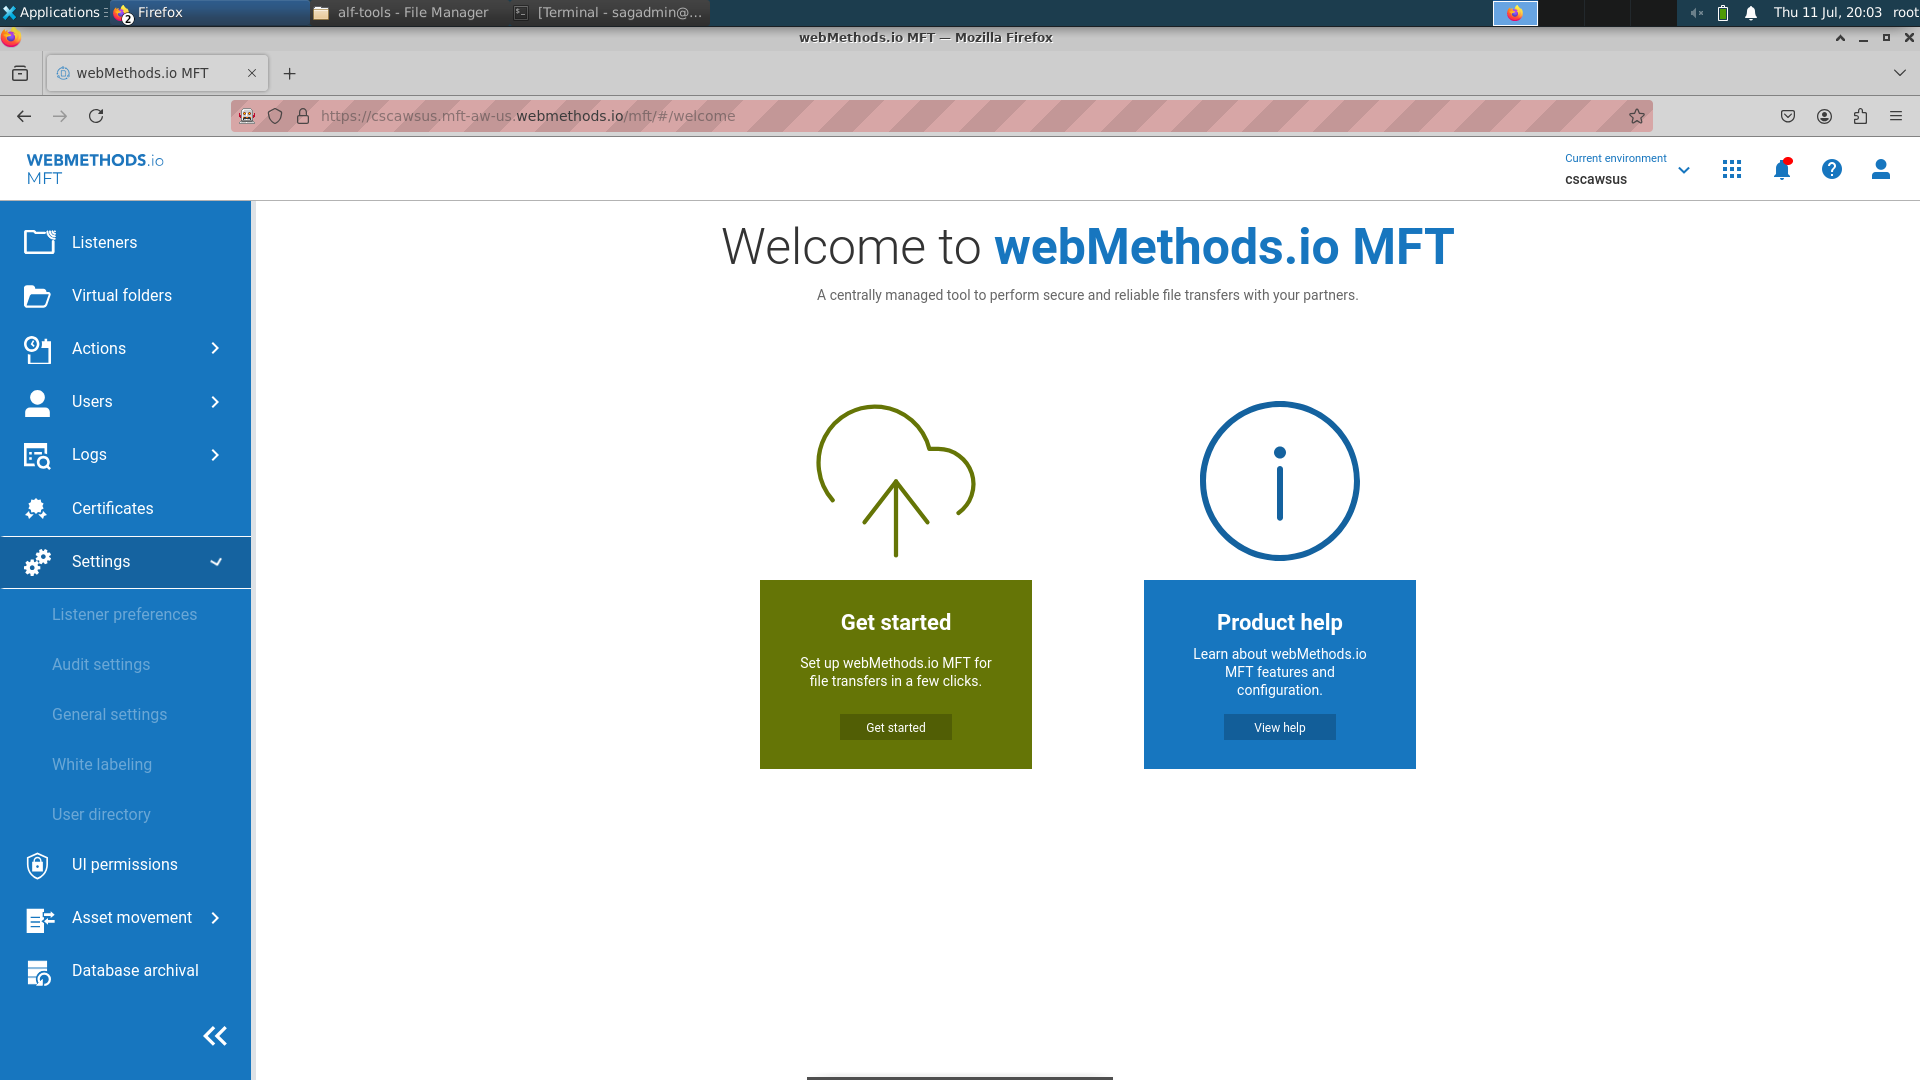 Applications
Firefox
2
alf-tools - File Manager
[Terminal - sagadmin@...
Thu 11 Jul, 20:03
root
webMethods.io MFT — Mozilla Firefox
webMethods.io MFT
https://cscawsus.mft-aw-us.webmethods.io/mft/#/welcome
WEBMETHODS.io
MFT
Current environment
cscawsus
Listeners
Virtual folders
Actions
Users
Logs
Certificates
Settings
Listener preferences
Audit settings
General settings
White labeling
User directory
UI permissions
Asset movement
Database archival
Welcome to webMethods.io MFT
A centrally managed tool to perform secure and reliable file transfers with your partners.
Get started
Set up webMethods.io MFT for
file transfers in a few clicks.
Get started
Product help
Learn about webMethods.io
MFT features and
configuration.
View help